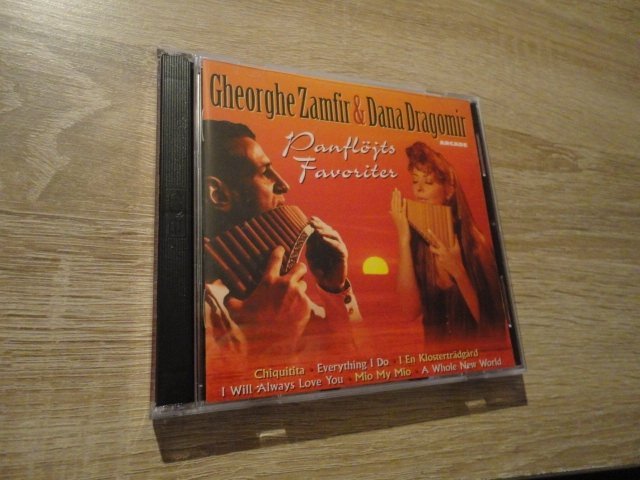 Gheorghe Zamfir & Dana Dragomir
ARCADE
Panflöjts
Favoriter
Chiquitita • Everything I Do • I En Klosterträdgård
I Will Always Love You • Mio My Mio • A Whole New World